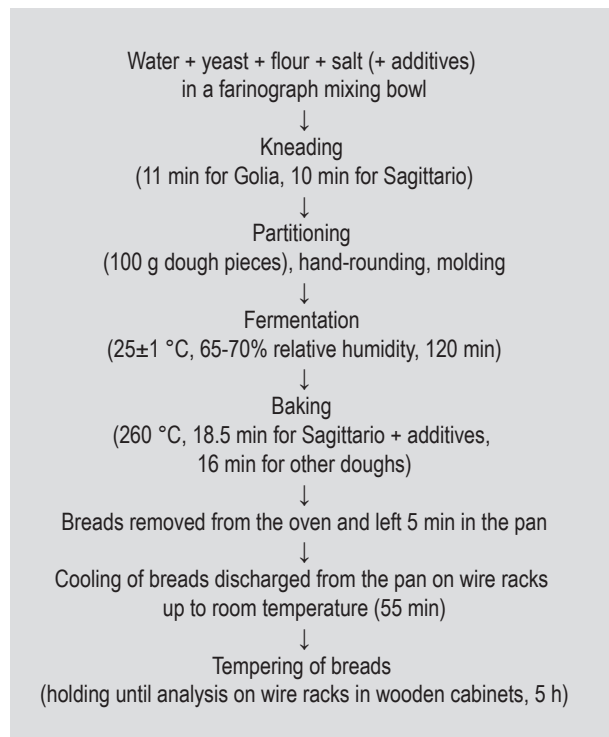 Water + yeast + flour + salt (+ additives)
in a farinograph mixing bowl
↓
Kneading
(11 min for Golia, 10 min for Sagittario)
↓
Partitioning
(100 g dough pieces), hand-rounding, molding
↓
Fermentation
(25±1 °C, 65-70% relative humidity, 120 min)
↓
Baking
(260 °C, 18.5 min for Sagittario + additives,
16 min for other doughs)
↓
Breads removed from the oven and left 5 min in the pan
↓
Cooling of breads discharged from the pan on wire racks
up to room temperature (55 min)
↓
Tempering of breads
(holding until analysis on wire racks in wooden cabinets, 5 h)